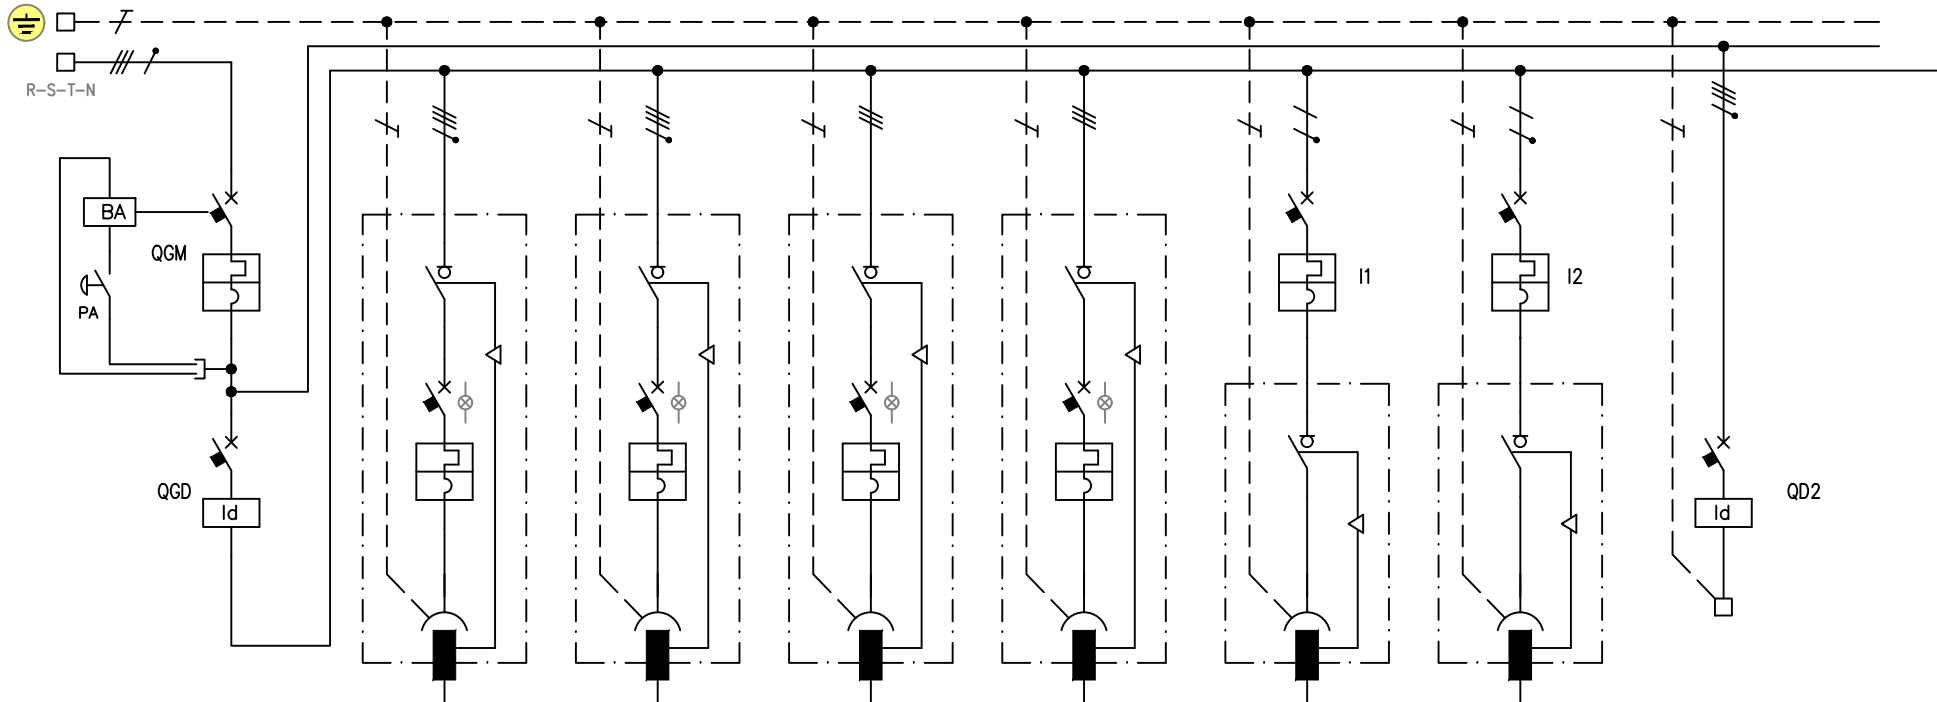 R-S-T-N
BA
QGM
PA
I1
I2
QGD
Id
Id
QD2